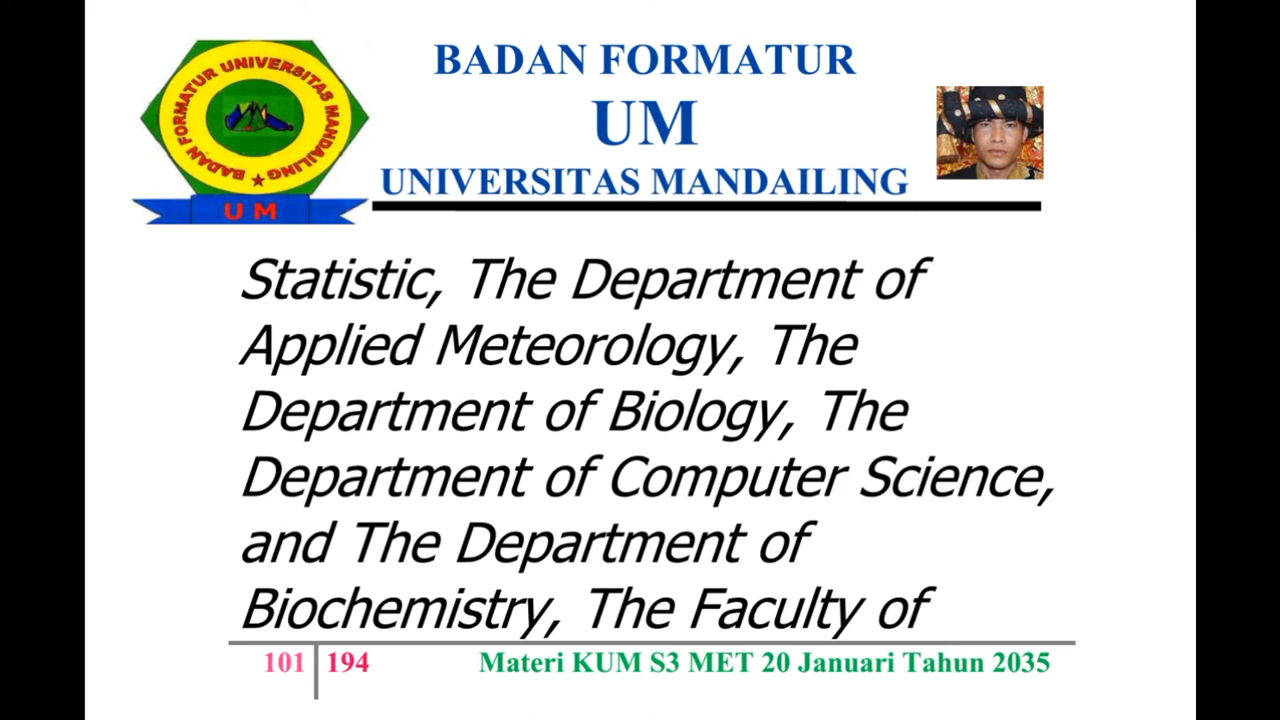 BADAN FORMATUR UNIVERSITAS MANDAILING
UM
BADAN FORMATUR
UM
UNIVERSITAS MANDAILING
Statistic, The Department of
Applied Meteorology, The
Department of Biology, The
Department of Computer Science,
and The Department of
Biochemistry, The Faculty of
101 194 Materi KUM S3 MET 20 Januari Tahun 2035